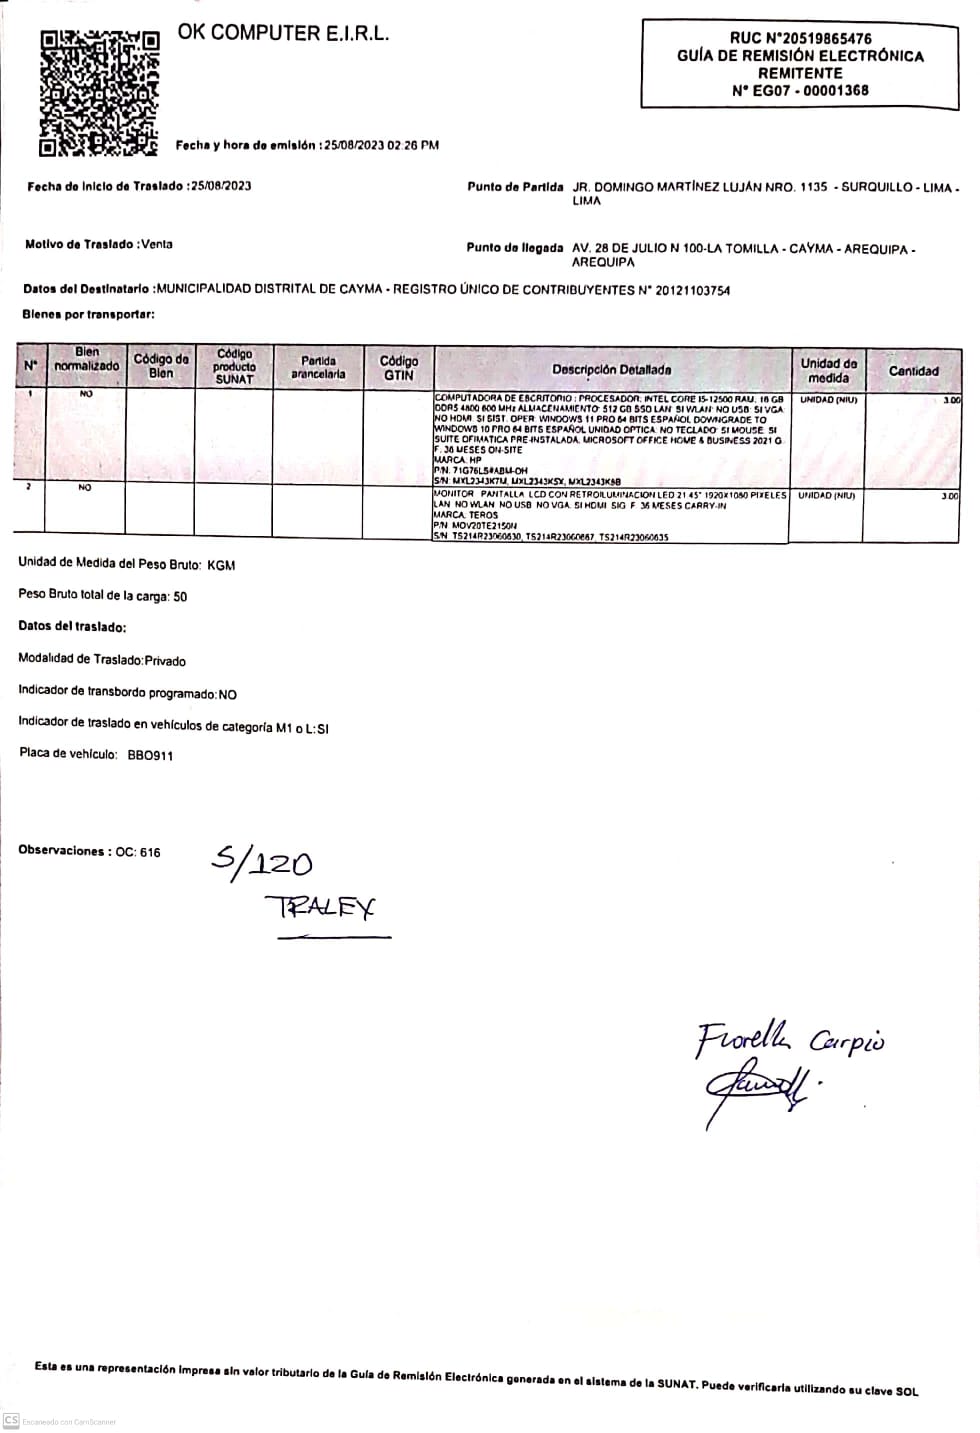 OK COMPUTER E.I.R.L.
RUC N°20519865476
GUÍA DE REMISIÓN ELECTRÓNICA
REMITENTE
N° EG07 - 00001368
Fecha y hora de emisión :25/08/2023 02:26 PM
Fecha de Inicio de Traslado :25/08/2023
Punto de Partida JR. DOMINGO MARTÍNEZ LUJÁN NRO. 1135 - SURQUILLO - LIMA -
LIMA
Motivo de Traslado :Venta
Punto de llegada AV. 28 DE JULIO N 100-LA TOMILLA - CAYMA - AREQUIPA -
AREQUIPA
Datos del Destinatario :MUNICIPALIDAD DISTRITAL DE CAYMA - REGISTRO ÚNICO DE CONTRIBUYENTES N° 20121103754
Bienes por transportar:
N° Bien normalizado Código de Bien Código producto SUNAT Partida arancelaria Código GTIN Descripción Detallada Unidad de medida Cantidad
1 NO COMPUTADORA DE ESCRITORIO : PROCESADOR: INTEL CORE I5-12500 RAM: 16 GB UNIDAD (NIU) 3.00
DDR5 4800 600 MHz ALMACENAMIENTO: 512 GB SSD LAN: SI WLAN: NO USB: SI VGA:
NO HDMI: SI SIST. OPER: WINDOWS 11 PRO 64 BITS ESPAÑOL DOWNGRADE TO
WINDOWS 10 PRO 64 BITS ESPAÑOL UNIDAD OPTICA: NO TECLADO: SI MOUSE: SI
SUITE OFIMATICA PRE-INSTALADA: MICROSOFT OFFICE HOME & BUSINESS 2021 G.
F. 36 MESES ON-SITE
MARCA: HP
P/N: 71G76LS#ABM-OH
S/N: MXL2343K7M, MXL2343K5X, MXL2343K6B
2 NO MONITOR: PANTALLA: LCD CON RETROILUMINACION LED 21.45" 1920X1080 PIXELES UNIDAD (NIU) 3.00
LAN: NO WLAN: NO USB: NO VGA: SI HDMI: SI G. F. 36 MESES CARRY-IN
MARCA: TEROS
P/N: MOV20TE2150N
S/N: TS214R23060630, TS214R23060667, TS214R23060635
Unidad de Medida del Peso Bruto: KGM
Peso Bruto total de la carga: 50
Datos del traslado:
Modalidad de Traslado:Privado
Indicador de transbordo programado:NO
Indicador de traslado en vehículos de categoría M1 o L:SI
Placa de vehículo: BBO911
Observaciones : OC: 616
S/120
TRALEX
Fiorella Carpio
Esta es una representación impresa sin valor tributario de la Guía de Remisión Electrónica generada en el sistema de la SUNAT. Puede verificarla utilizando su clave SOL
CS Escaneado con CamScanner